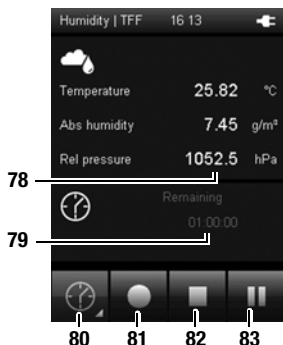 Humidity | TFF 16 13
Temperature 25.82 °C
Abs humidity 7.45 g/m³
Rel pressure 1052.5 hPa
78
Remaining
01:00:00
79
80 81 82 83